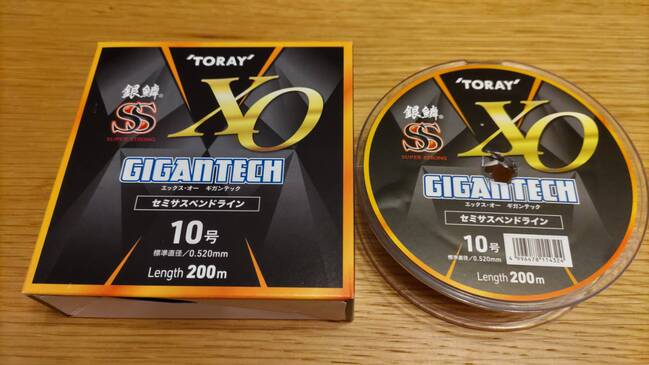 TORAY
銀鱗®
SS
SUPER STRONG
XO
GIGANTECH
エックス・オー ギガンテック
セミサスペンドライン
10号
標準直径/0.520mm
Length 200m
TORAY
銀鱗®
SS
SUPER STRONG
XO
GIGANTECH
エックス・オー ギガンテック
セミサスペンドライン
10号
標準直径/0.520mm
Length 200m
4 996478 114324